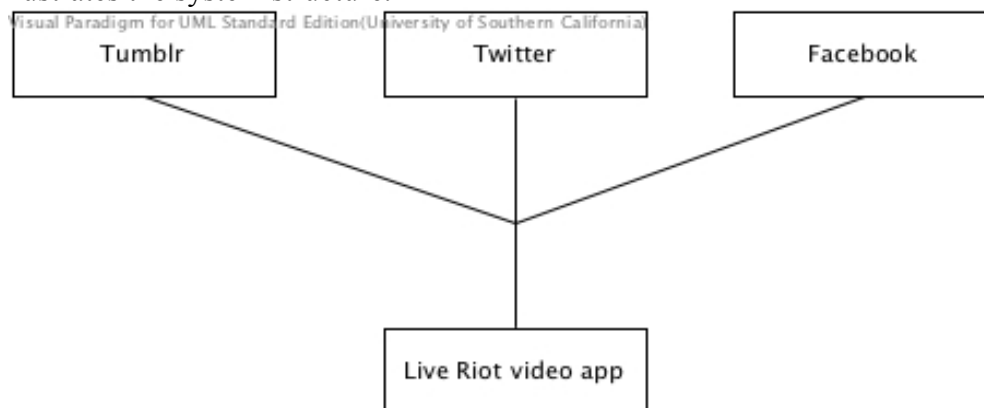 Visual Paradigm for UML Standard Edition(University of Southern California)
Tumblr
Twitter
Facebook
Live Riot video app